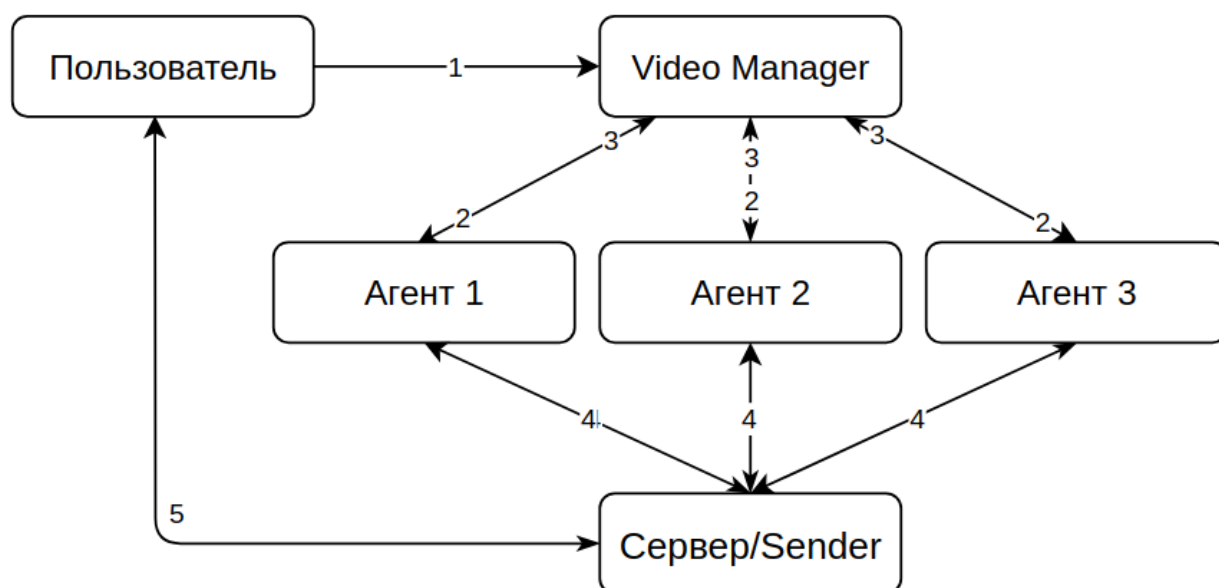 Пользователь
1
Video Manager
3
3
3
2
2
2
Агент 1
Агент 2
Агент 3
4
4
4
5
Сервер/Sender